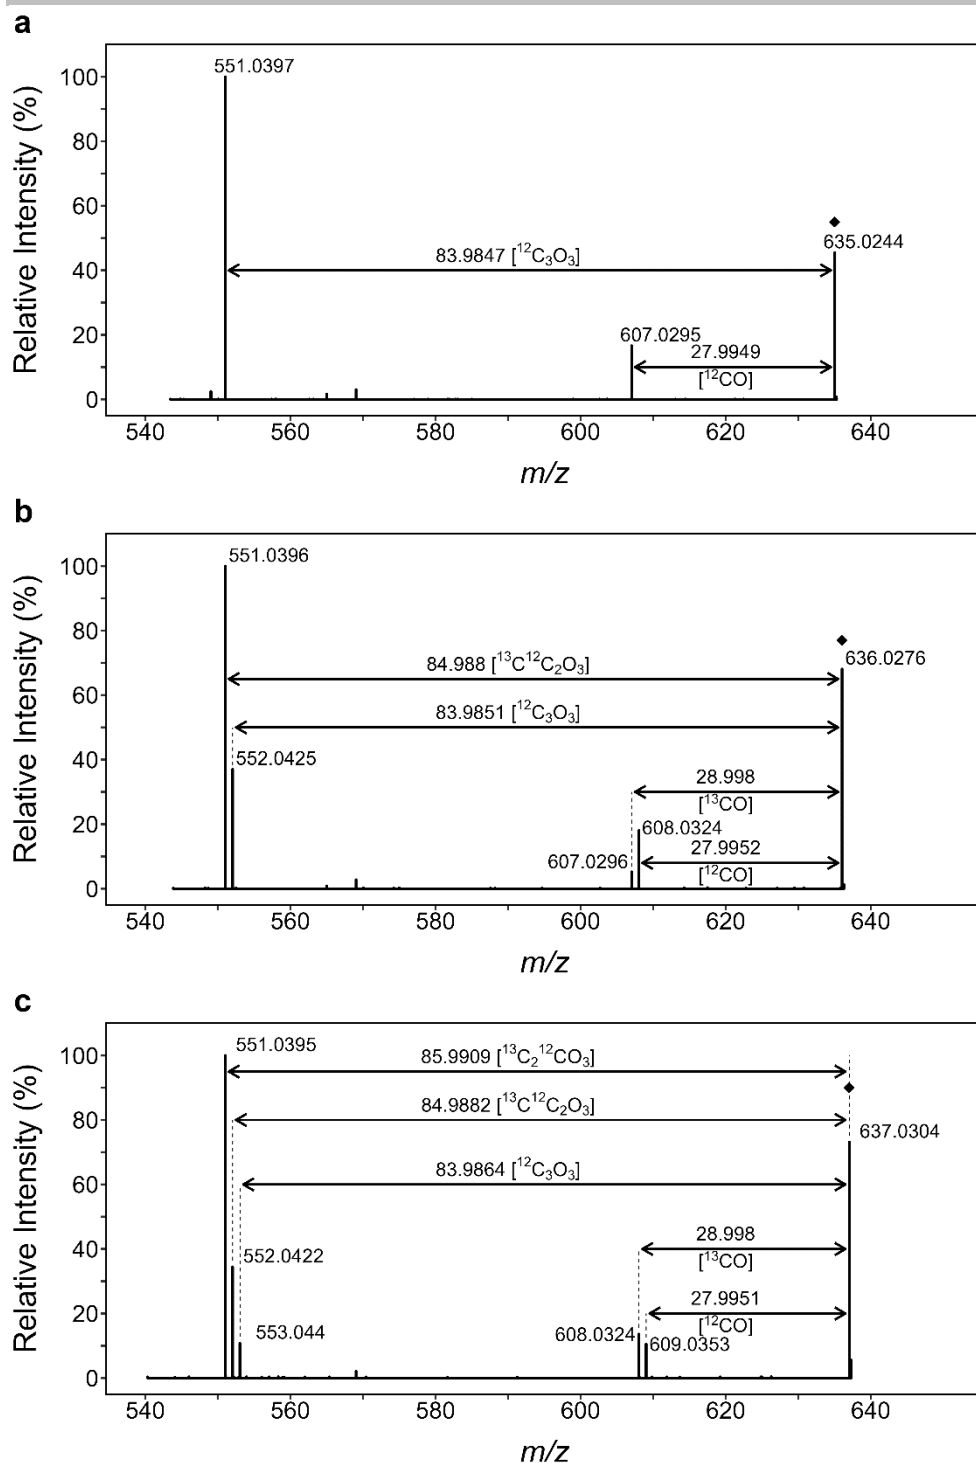 a
Relative Intensity (%)
100
80
60
40
20
0
551.0397
83.9847 [¹²C₃O₃]
635.0244
607.0295
27.9949
[¹²CO]
540
560
580
600
620
640
m/z
b
Relative Intensity (%)
100
80
60
40
20
0
551.0396
84.988 [¹³C¹²C₂O₃]
636.0276
83.9851 [¹²C₃O₃]
552.0425
28.998
[¹³CO]
608.0324
27.9952
607.0296
[¹²CO]
540
560
580
600
620
640
m/z
c
Relative Intensity (%)
100
80
60
40
20
0
551.0395
85.9909 [¹³C₂¹²CO₃]
84.9882 [¹³C¹²C₂O₃]
637.0304
83.9864 [¹²C₃O₃]
28.998
[¹³CO]
552.0422
27.9951
[¹²CO]
553.044
608.0324
609.0353
540
560
580
600
620
640
m/z